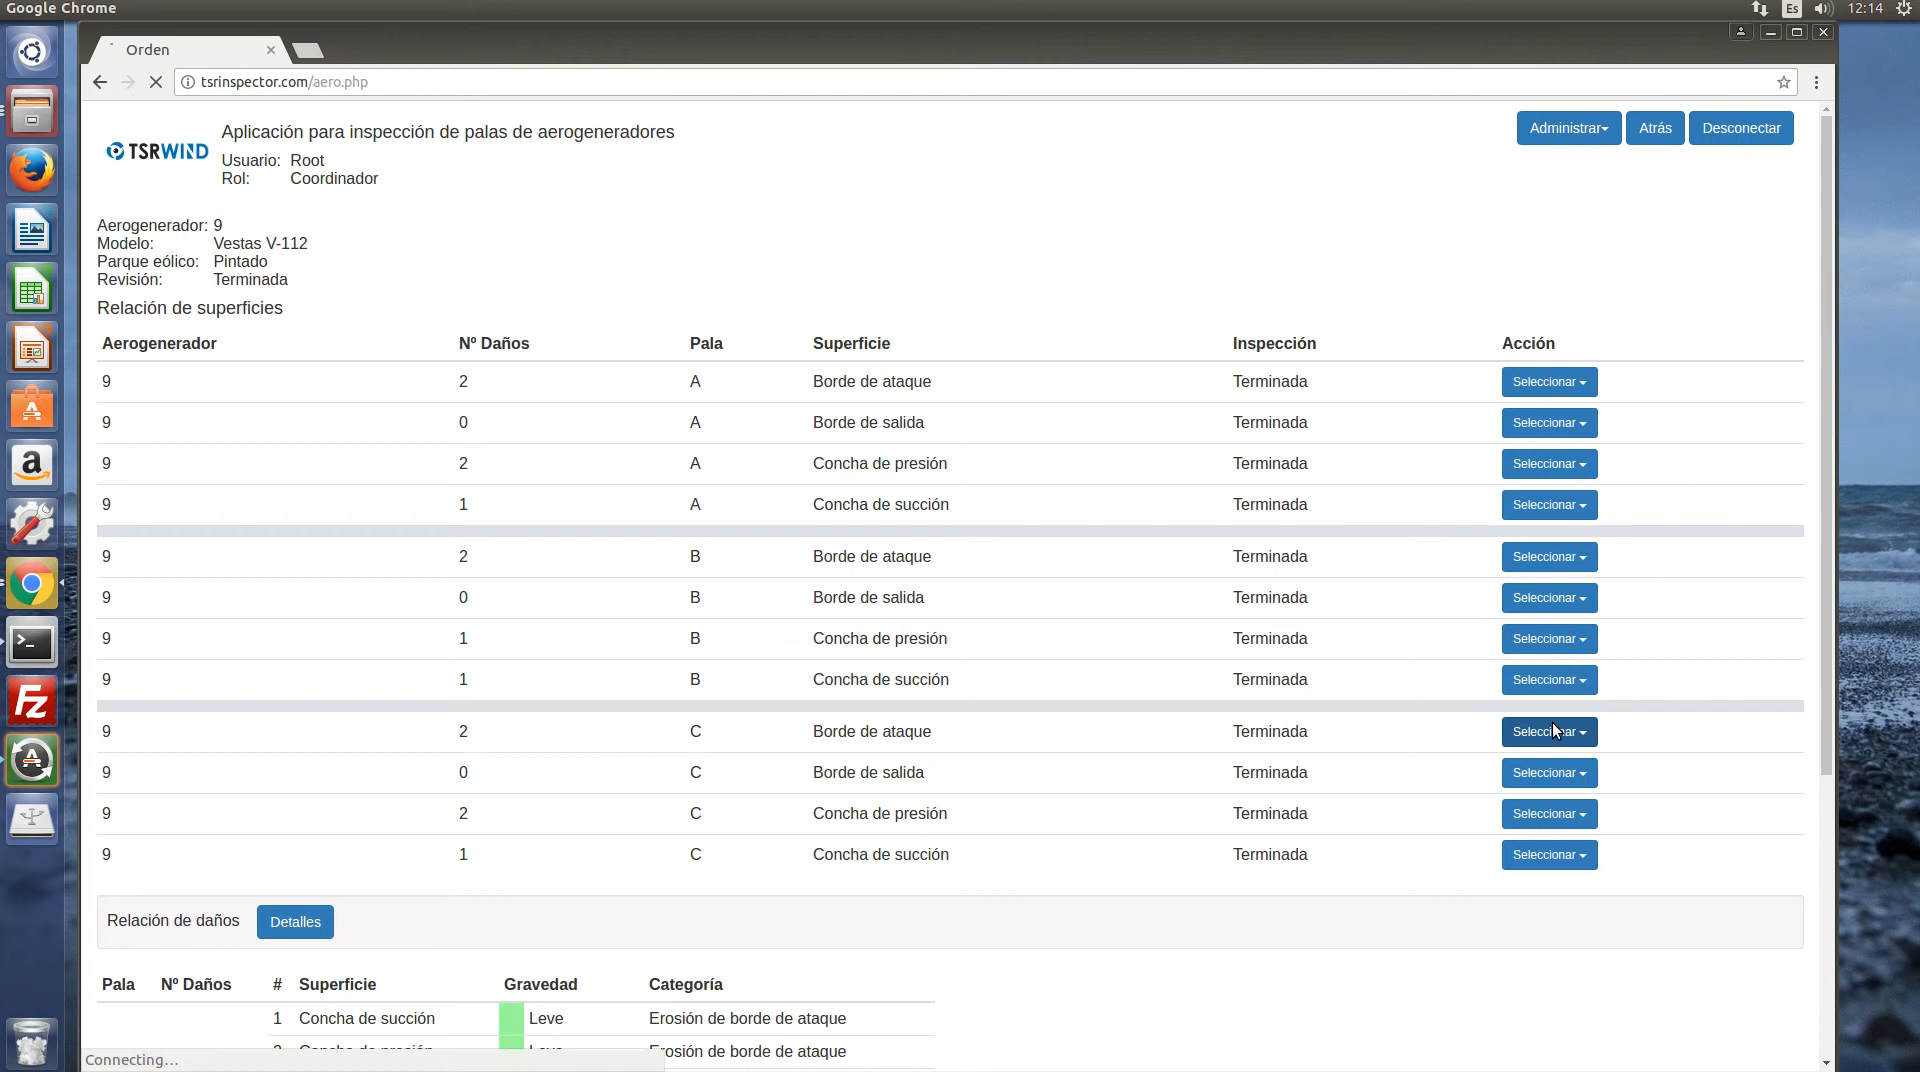 Google Chrome
Es
12:14
Orden
tsrinspector.com/aero.php
TSRWIND
Aplicación para inspección de palas de aerogeneradores
Usuario: Root
Rol: Coordinador
Administrar
Atrás
Desconectar
Aerogenerador: 9
Modelo: Vestas V-112
Parque eólico: Pintado
Revisión: Terminada
Relación de superficies
Aerogenerador Nº Daños Pala Superficie Inspección Acción
9 2 A Borde de ataque Terminada Seleccionar
9 0 A Borde de salida Terminada Seleccionar
9 2 A Concha de presión Terminada Seleccionar
9 1 A Concha de succión Terminada Seleccionar
9 2 B Borde de ataque Terminada Seleccionar
9 0 B Borde de salida Terminada Seleccionar
9 1 B Concha de presión Terminada Seleccionar
9 1 B Concha de succión Terminada Seleccionar
9 2 C Borde de ataque Terminada Seleccionar
9 0 C Borde de salida Terminada Seleccionar
9 2 C Concha de presión Terminada Seleccionar
9 1 C Concha de succión Terminada Seleccionar
Relación de daños Detalles
Pala Nº Daños # Superficie Gravedad Categoría
1 Concha de succión Leve Erosión de borde de ataque
2 Concha de presión Leve Erosión de borde de ataque
Connecting...